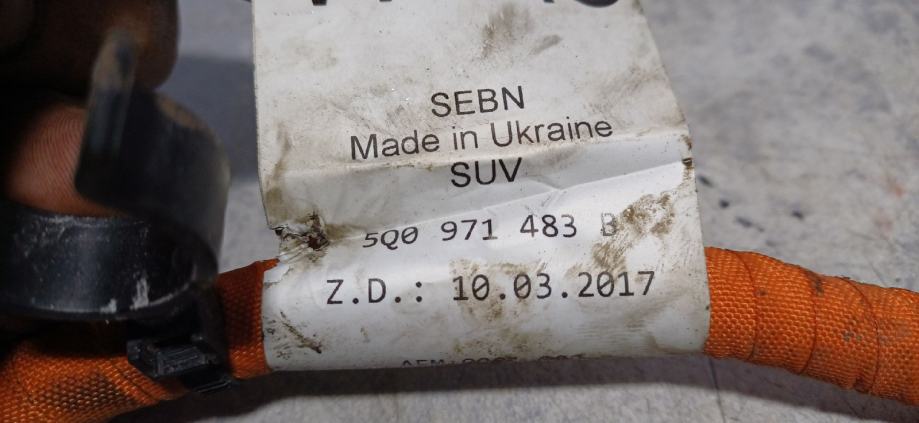 SEBN
Made in Ukraine
SUV
5Q0 971 483 B
Z.D.: 10.03.2017